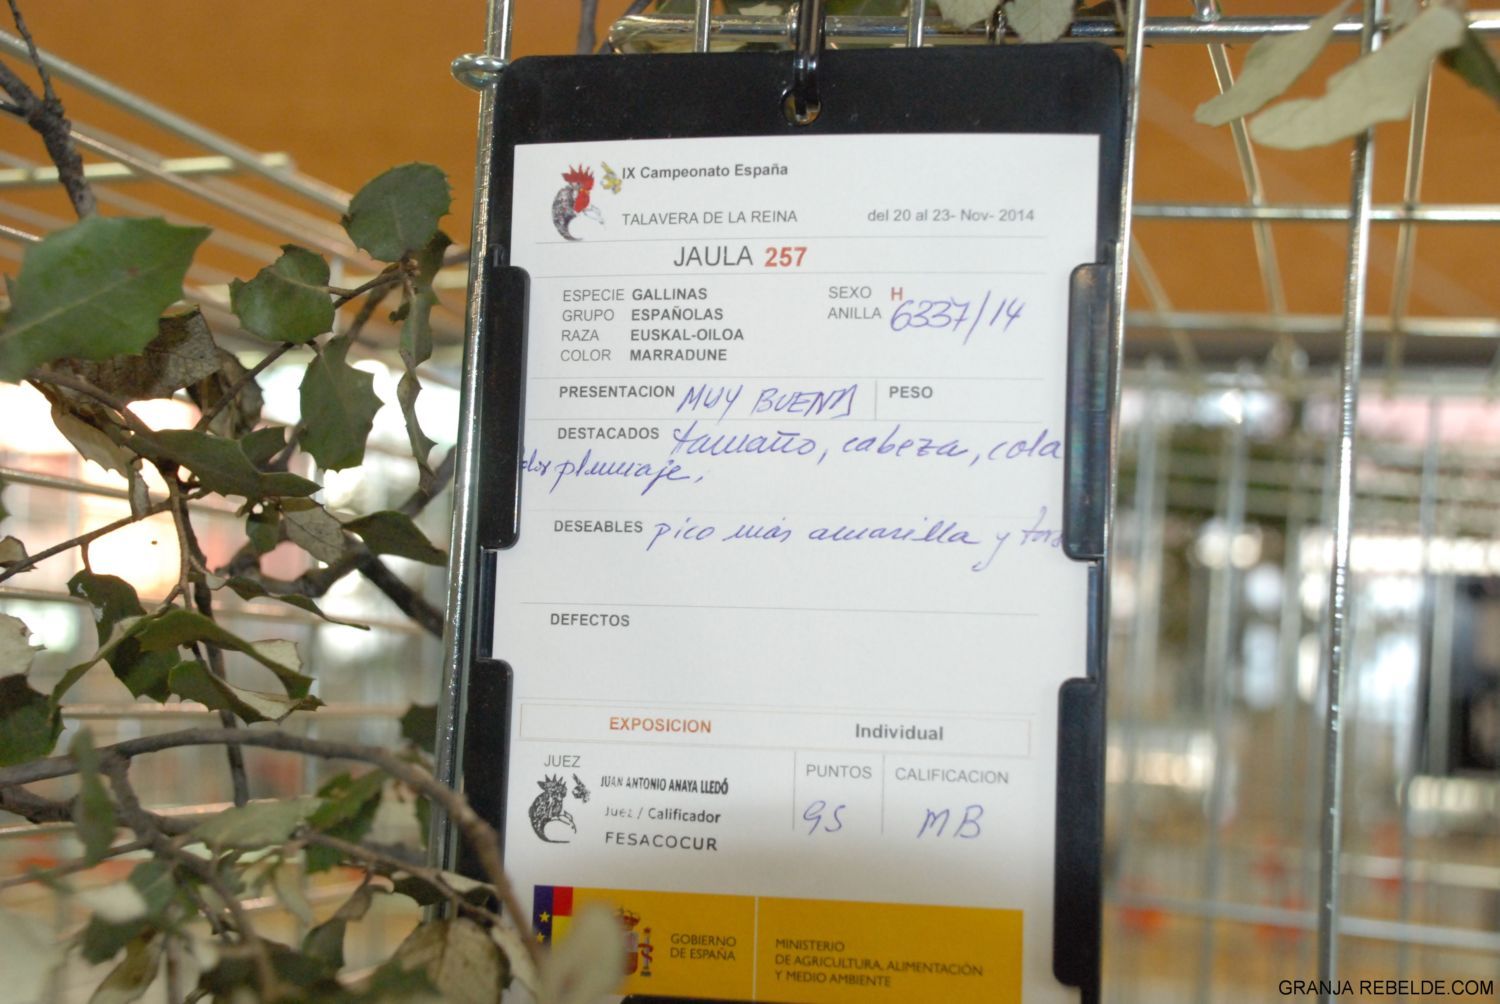 IX Campeonato España
TALAVERA DE LA REINA del 20 al 23- Nov- 2014
JAULA 257
ESPECIE GALLINAS SEXO H
GRUPO ESPAÑOLAS ANILLA 6337/14
RAZA EUSKAL-OILOA
COLOR MARRADUNE
PRESENTACION MUY BUENA PESO
DESTACADOS tamaño, cabeza, cola
plumaje.
DESEABLES pico más amarilla y
DEFECTOS
EXPOSICION Individual
JUEZ PUNTOS CALIFICACION
JUAN ANTONIO ANAYA LLEDÓ
Juez / Calificador 95 MB
FESACOCUR
GOBIERNO
DE ESPAÑA
MINISTERIO
DE AGRICULTURA, ALIMENTACIÓN
Y MEDIO AMBIENTE
GRANJA REBELDE.COM